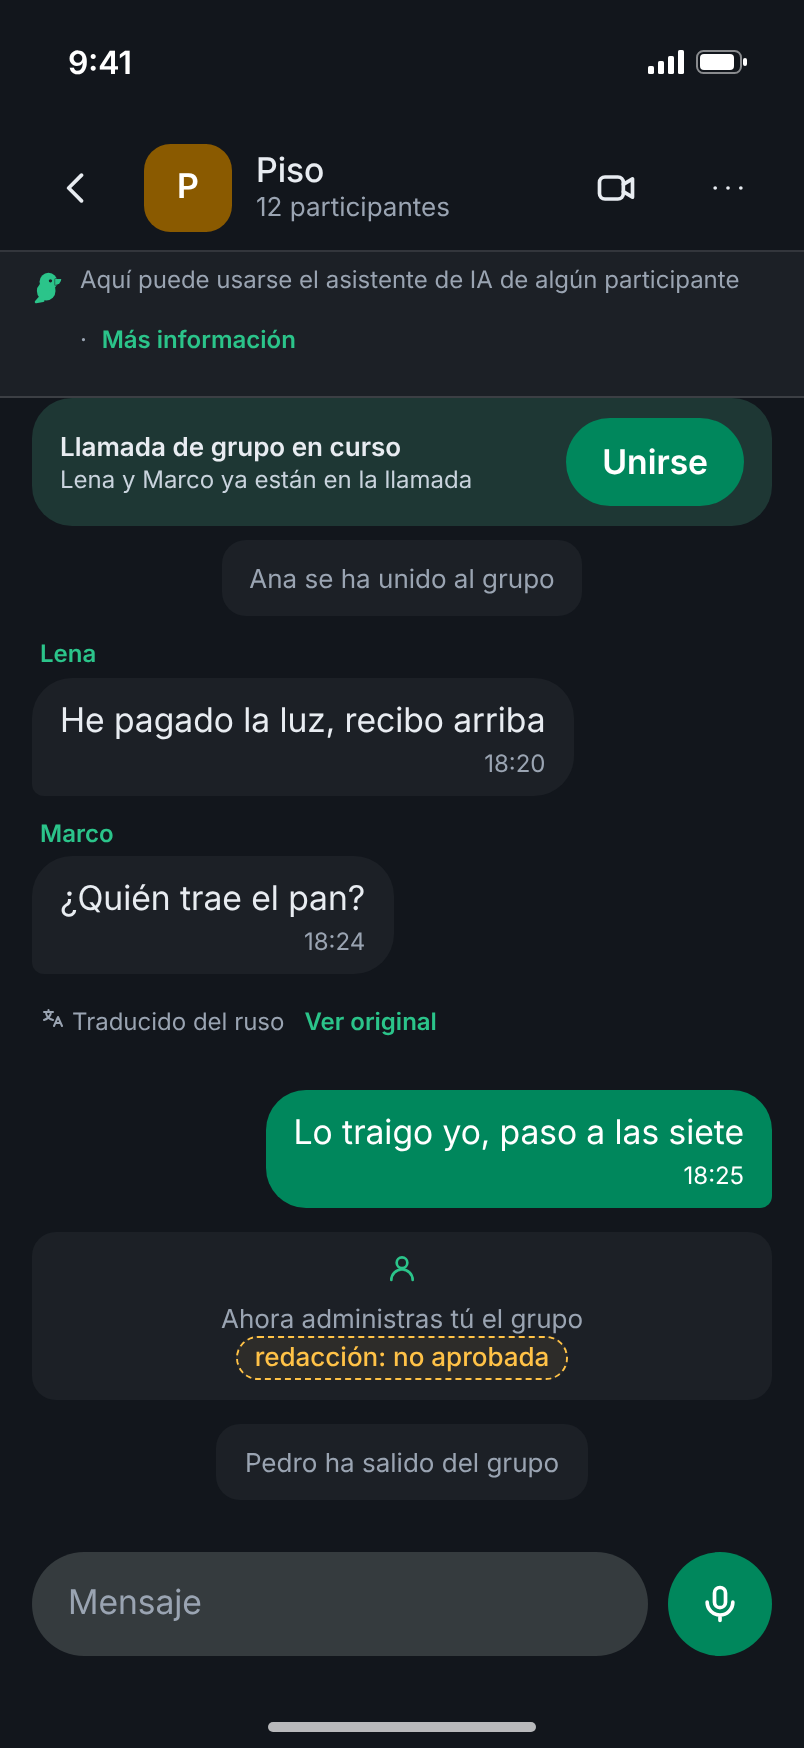 9:41
P
Piso
12 participantes
Aquí puede usarse el asistente de IA de algún participante
· Más información
Llamada de grupo en curso
Lena y Marco ya están en la llamada
Unirse
Ana se ha unido al grupo
Lena
He pagado la luz, recibo arriba
18:20
Marco
¿Quién trae el pan?
18:24
Traducido del ruso Ver original
Lo traigo yo, paso a las siete
18:25
Ahora administras tú el grupo
redacción: no aprobada
Pedro ha salido del grupo
Mensaje